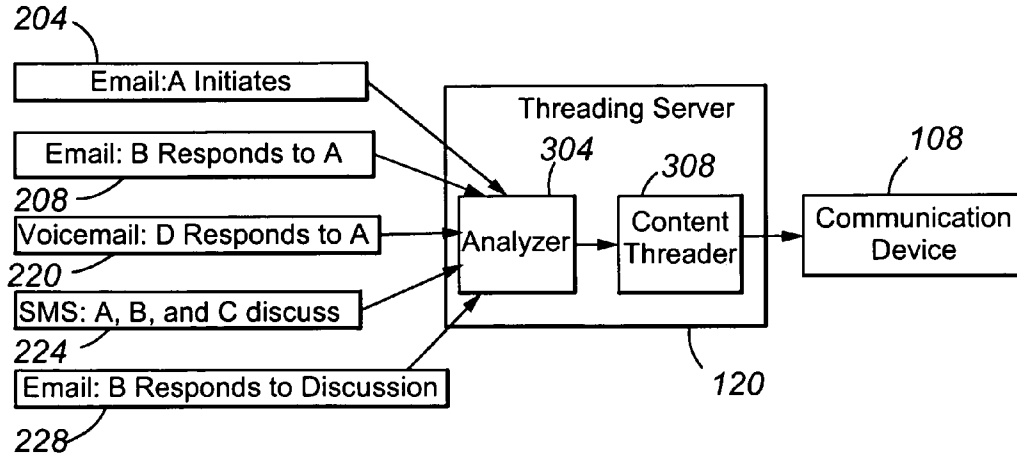 204
Email:A Initiates
Email: B Responds to A
208
Voicemail: D Responds to A
220
SMS: A, B, and C discuss
224
Email: B Responds to Discussion
228
Threading Server
304
Analyzer
308
Content
Threader
120
108
Communication
Device